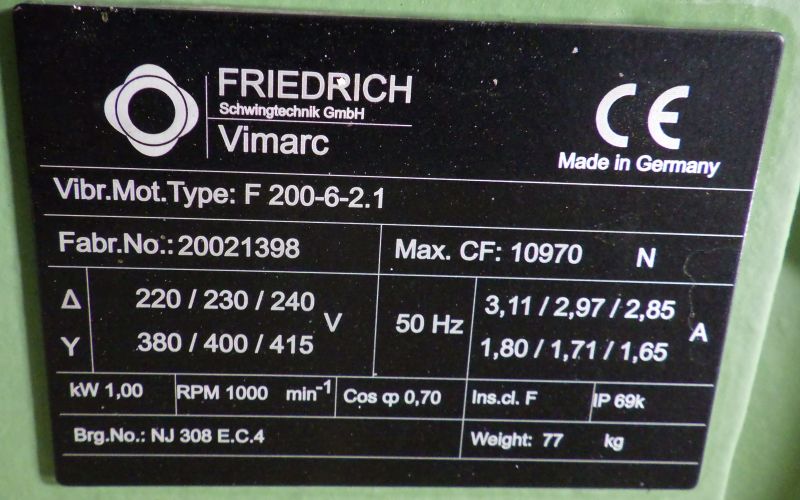 FRIEDRICH
Schwingtechnik GmbH
Vimarc
CE
Made in Germany
Vibr.Mot.Type: F 200-6-2.1
Fabr.No.: 20021398 Max. CF: 10970 N
Δ 220 / 230 / 240 V 50 Hz 3,11 / 2,97 / 2,85 A
Y 380 / 400 / 415 1,80 / 1,71 / 1,65
kW 1,00 RPM 1000 min-1 Cos φ 0,70 Ins.cl. F IP 69k
Brg.No.: NJ 308 E.C.4 Weight: 77 kg